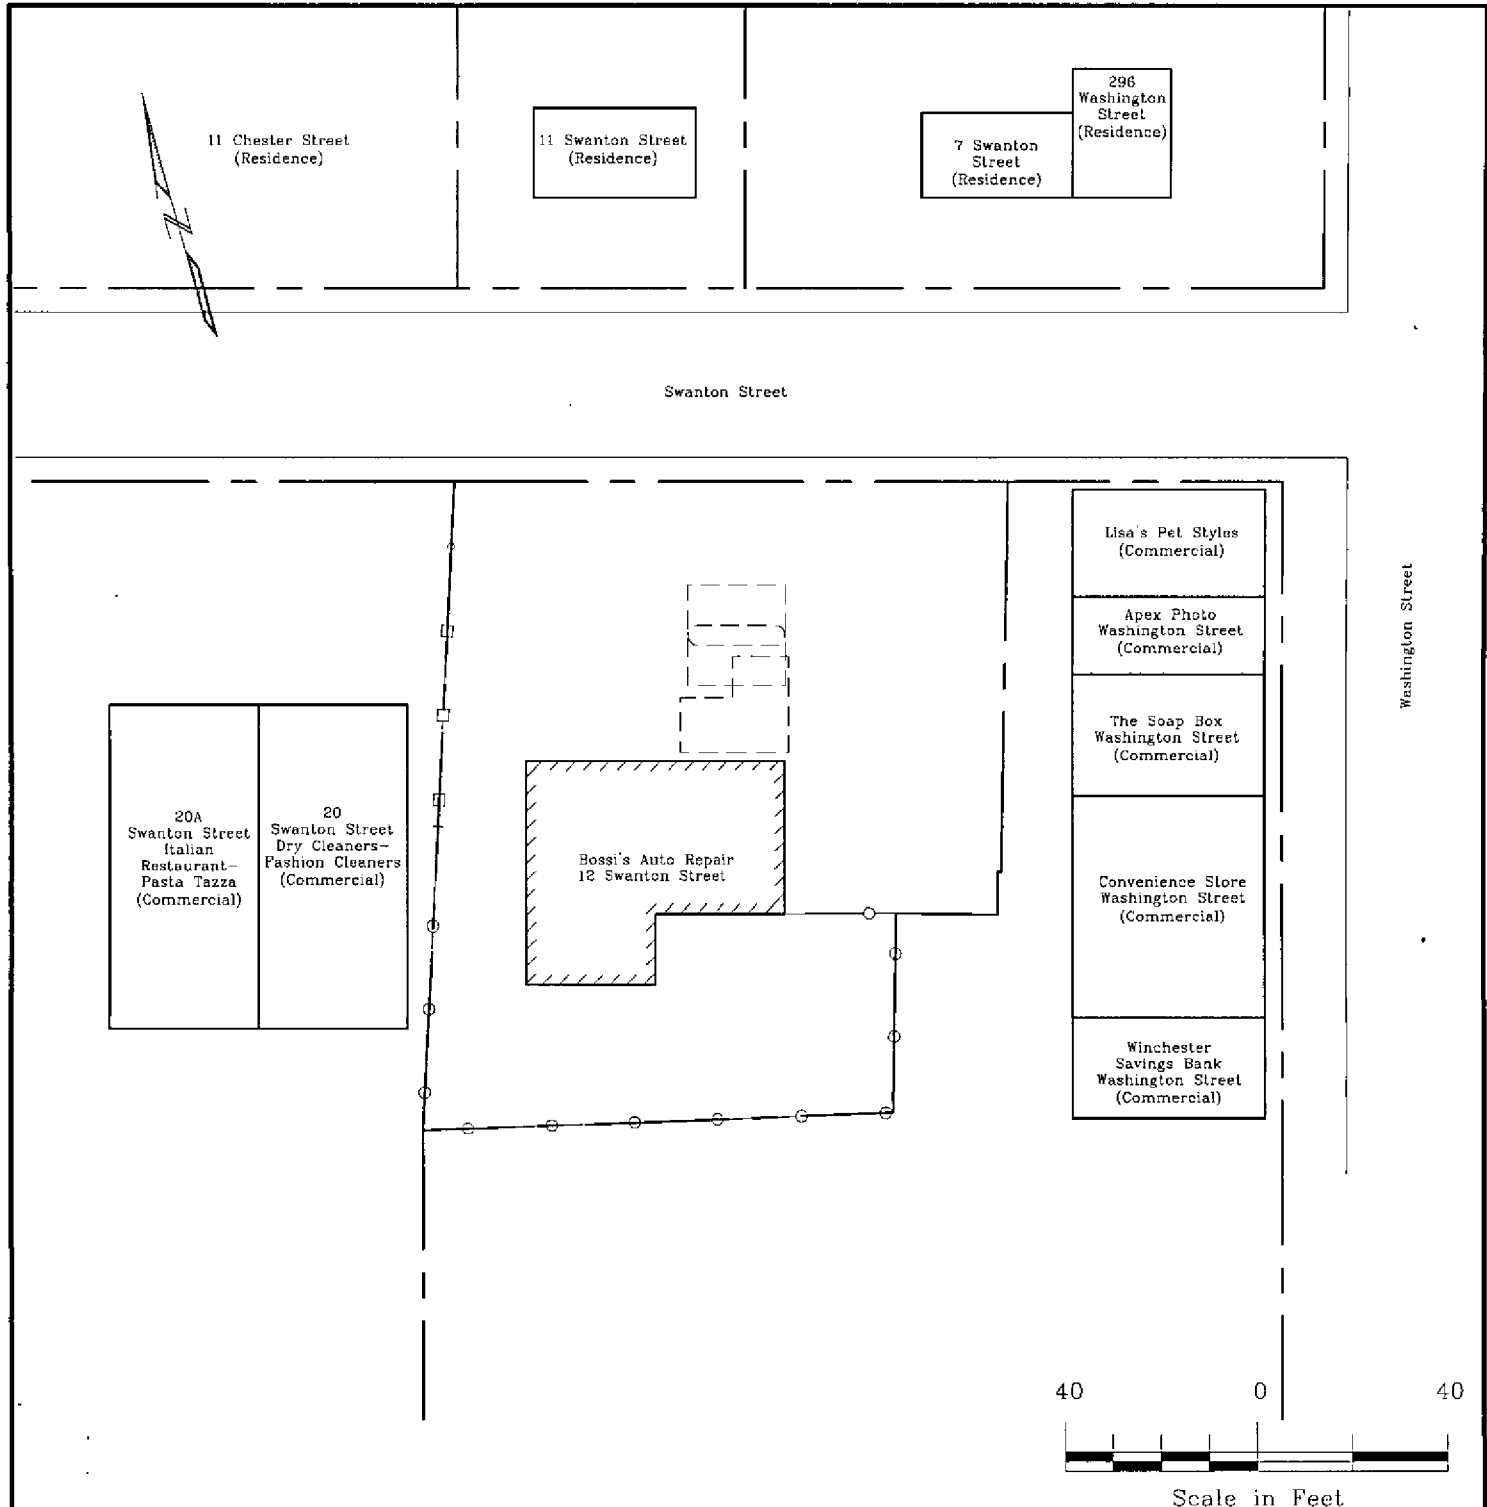 11 Chester Street
(Residence)
11 Swanton Street
(Residence)
7 Swanton
Street
(Residence)
296
Washington
Street
(Residence)
N
Swanton Street
Washington Street
Lisa's Pet Styles
(Commercial)
Apex Photo
Washington Street
(Commercial)
The Soap Box
Washington Street
(Commercial)
Convenience Store
Washington Street
(Commercial)
Winchester
Savings Bank
Washington Street
(Commercial)
20A
Swanton Street
Italian
Restaurant-
Pasta Tazza
(Commercial)
20
Swanton Street
Dry Cleaners-
Fashion Cleaners
(Commercial)
Bossi's Auto Repair
12 Swanton Street
40 0 40
Scale in Feet